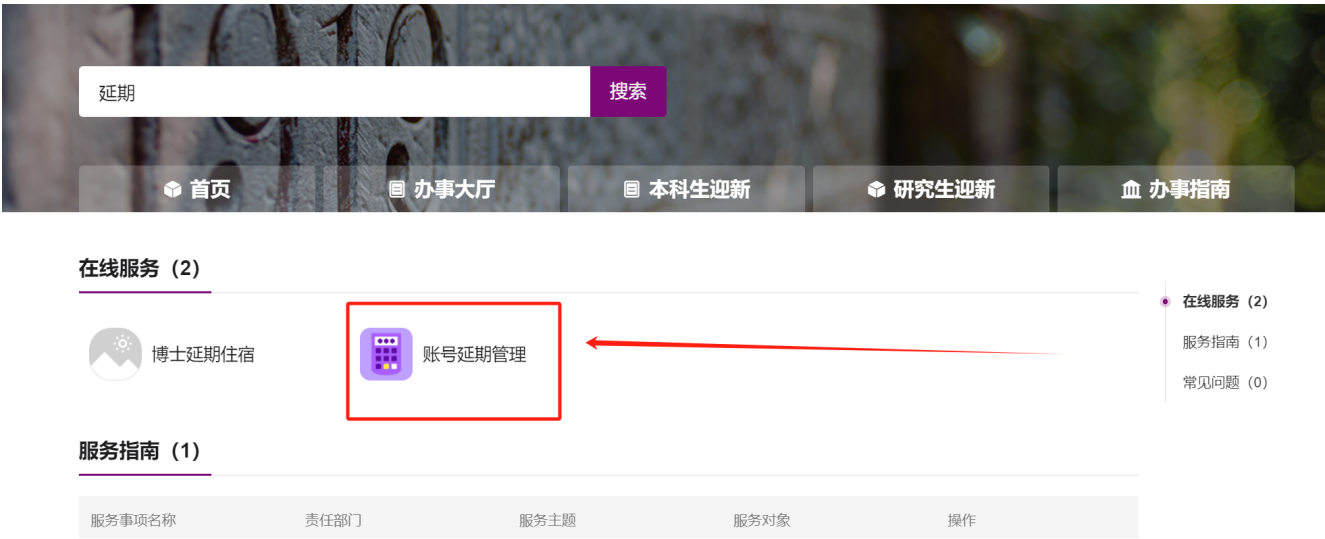 延期
搜索
首页
办事大厅
本科生迎新
研究生迎新
办事指南
在线服务（2）
博士延期住宿
账号延期管理
在线服务（2）
服务指南（1）
常见问题（0）
服务指南（1）
服务事项名称 责任部门 服务主题 服务对象 操作